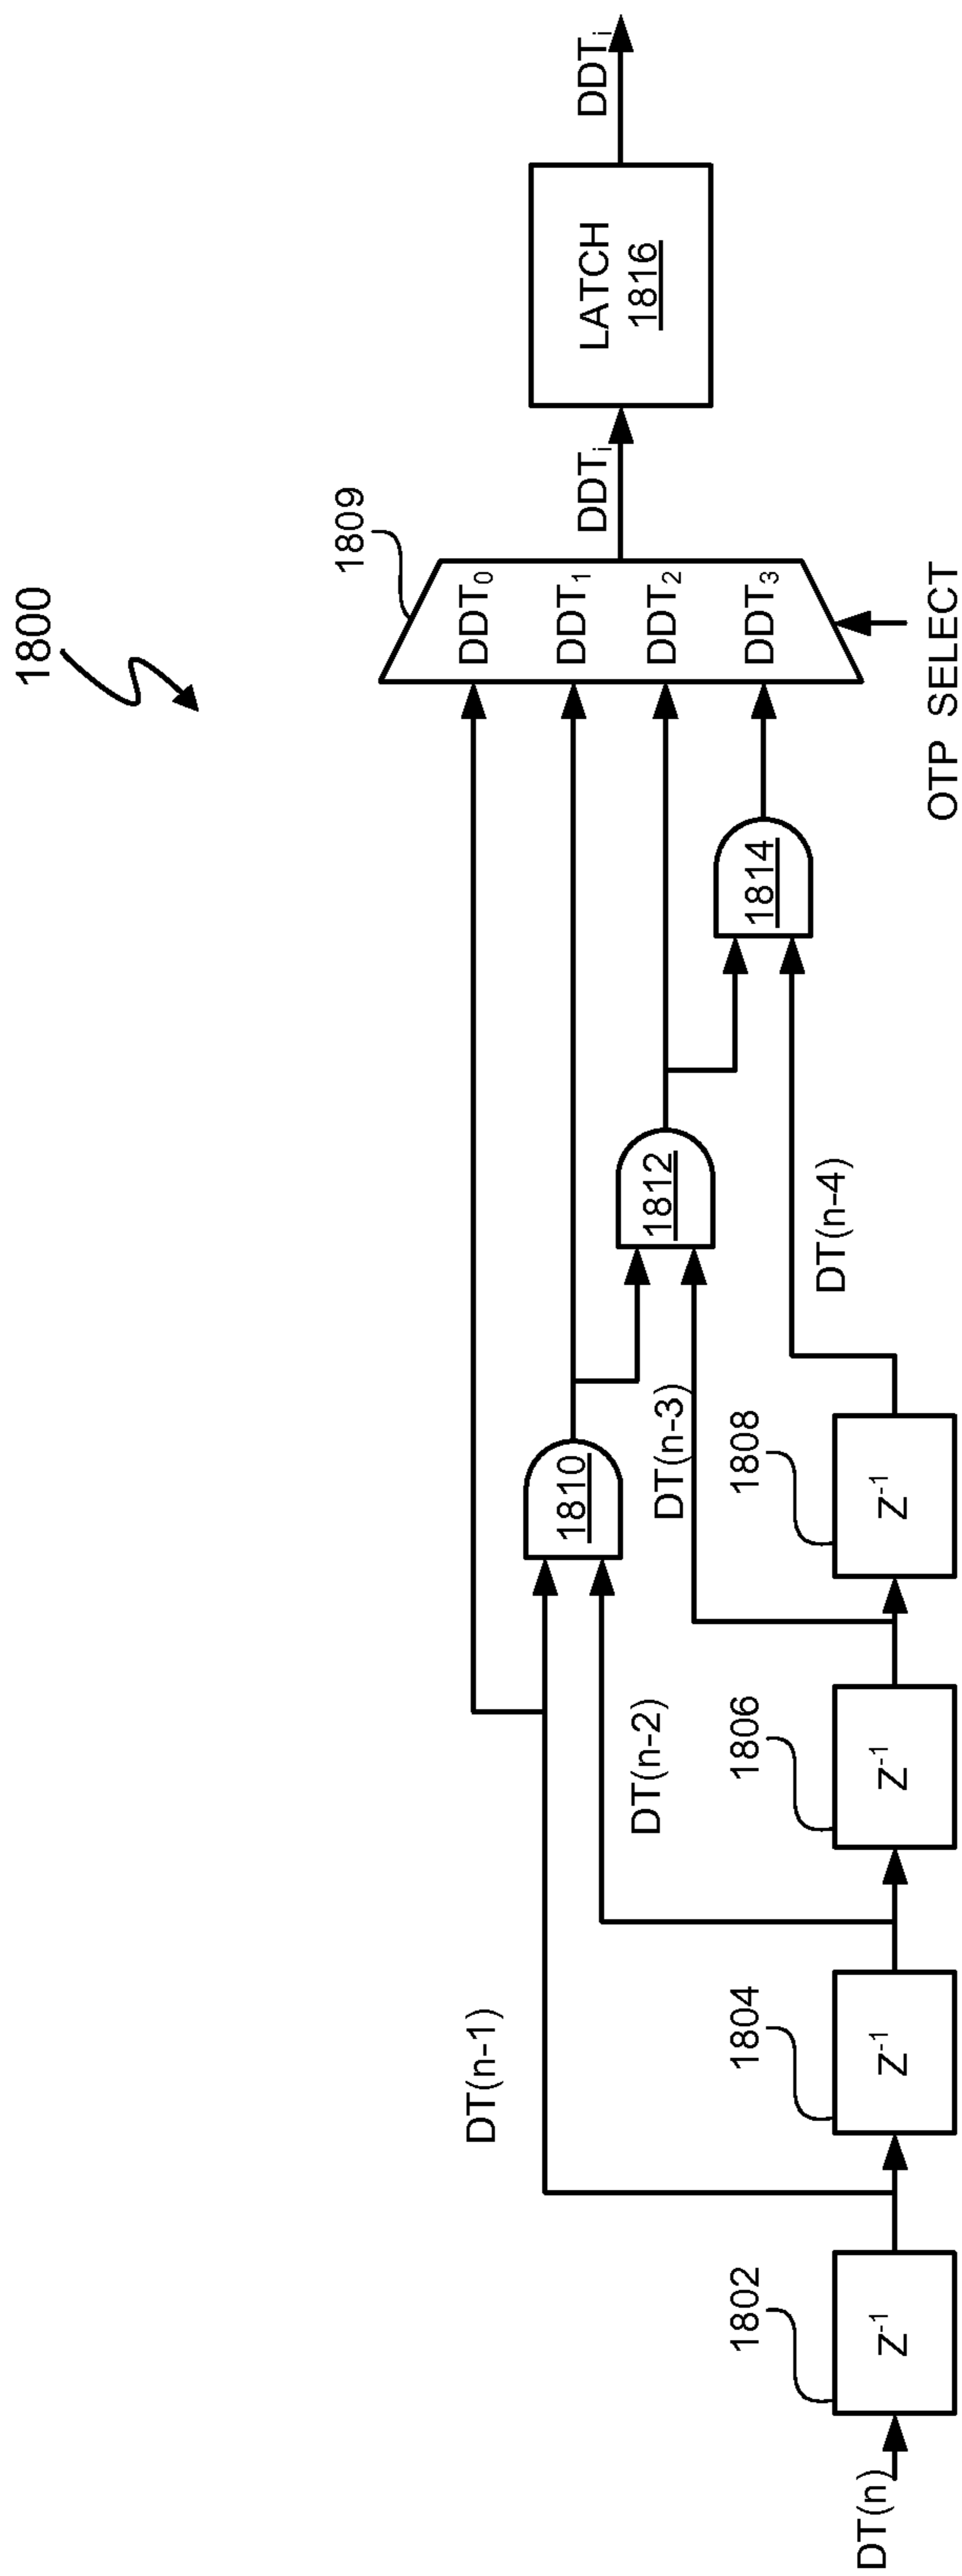 1800
1809
DDT₀
DDT₁
DDT₂
DDT₃
DDTᵢ
LATCH
1816
DDTᵢ
OTP SELECT
1810
1812
1814
DT(n-1)
DT(n-2)
DT(n-3)
DT(n-4)
DT(n)
1802
Z⁻¹
1804
Z⁻¹
1806
Z⁻¹
1808
Z⁻¹